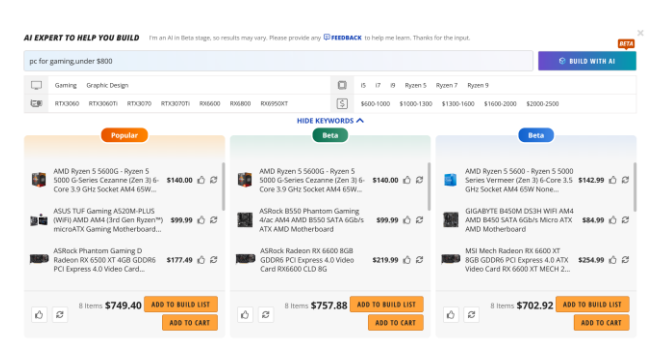 AI EXPERT TO HELP YOU BUILD I'm an AI in Beta stage, so results may vary. Please provide any FEEDBACK to help me learn. Thanks for the input.
BETA
pc for gaming,under $800
BUILD WITH AI
Gaming Graphic Design
i5 i7 i9 Ryzen 5 Ryzen 7 Ryzen 9
RTX3060 RTX3060Ti RTX3070 RTX3070Ti RX6600 RX6800 RX6950XT
$600-1000 $1000-1300 $1300-1600 $1600-2000 $2000-2500
HIDE KEYWORDS
Popular
AMD Ryzen 5 5600G - Ryzen 5
5000 G-Series Cezanne (Zen 3) 6-
Core 3.9 GHz Socket AM4 65W...
$140.00
ASUS TUF Gaming A520M-PLUS
(WiFi) AMD AM4 (3rd Gen Ryzen™)
microATX Gaming Motherboard...
$99.99
ASRock Phantom Gaming D
Radeon RX 6500 XT 4GB GDDR6
PCI Express 4.0 Video Card...
$177.49
8 Items $749.40
ADD TO BUILD LIST
ADD TO CART
Beta
AMD Ryzen 5 5600G - Ryzen 5
5000 G-Series Cezanne (Zen 3) 6-
Core 3.9 GHz Socket AM4 65W...
$140.00
ASRock B550 Phantom Gaming
4/ac AM4 AMD B550 SATA 6Gb/s
ATX AMD Motherboard
$99.99
ASRock Radeon RX 6600 8GB
GDDR6 PCI Express 4.0 Video
Card RX6600 CLD 8G
$219.99
8 Items $757.88
ADD TO BUILD LIST
ADD TO CART
Beta
AMD Ryzen 5 5600 - Ryzen 5 5000
Series Vermeer (Zen 3) 6-Core 3.5
GHz Socket AM4 65W None...
$142.99
GIGABYTE B450M DS3H WIFI AM4
AMD B450 SATA 6Gb/s Micro ATX
AMD Motherboard
$84.99
MSI Mech Radeon RX 6600 XT
8GB GDDR6 PCI Express 4.0 ATX
Video Card RX 6600 XT MECH 2...
$254.99
8 Items $702.92
ADD TO BUILD LIST
ADD TO CART